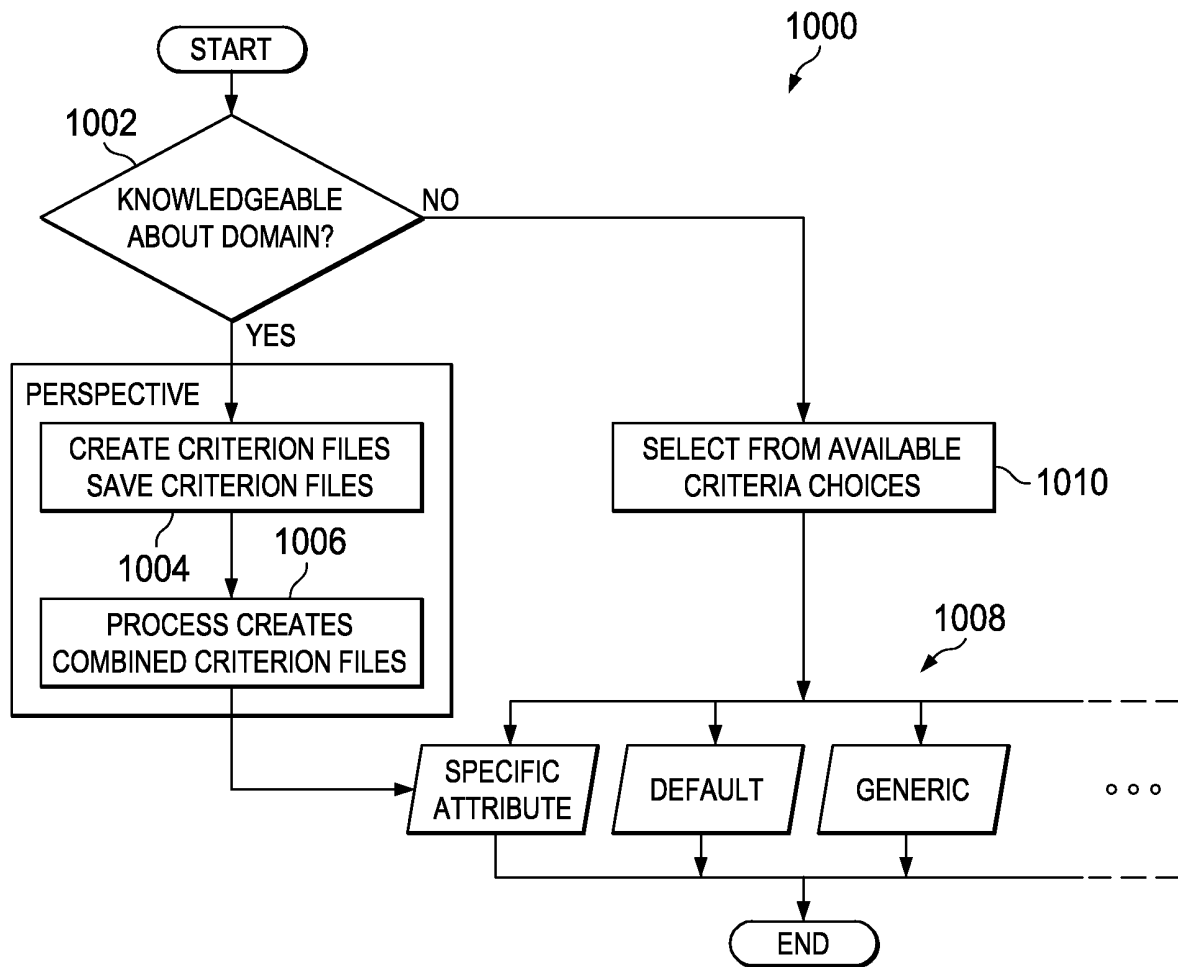 START
1000
1002
KNOWLEDGEABLE
ABOUT DOMAIN?
NO
YES
PERSPECTIVE
CREATE CRITERION FILES
SAVE CRITERION FILES
1004
1006
PROCESS CREATES
COMBINED CRITERION FILES
SELECT FROM AVAILABLE
CRITERIA CHOICES
1010
1008
SPECIFIC
ATTRIBUTE
DEFAULT
GENERIC
END